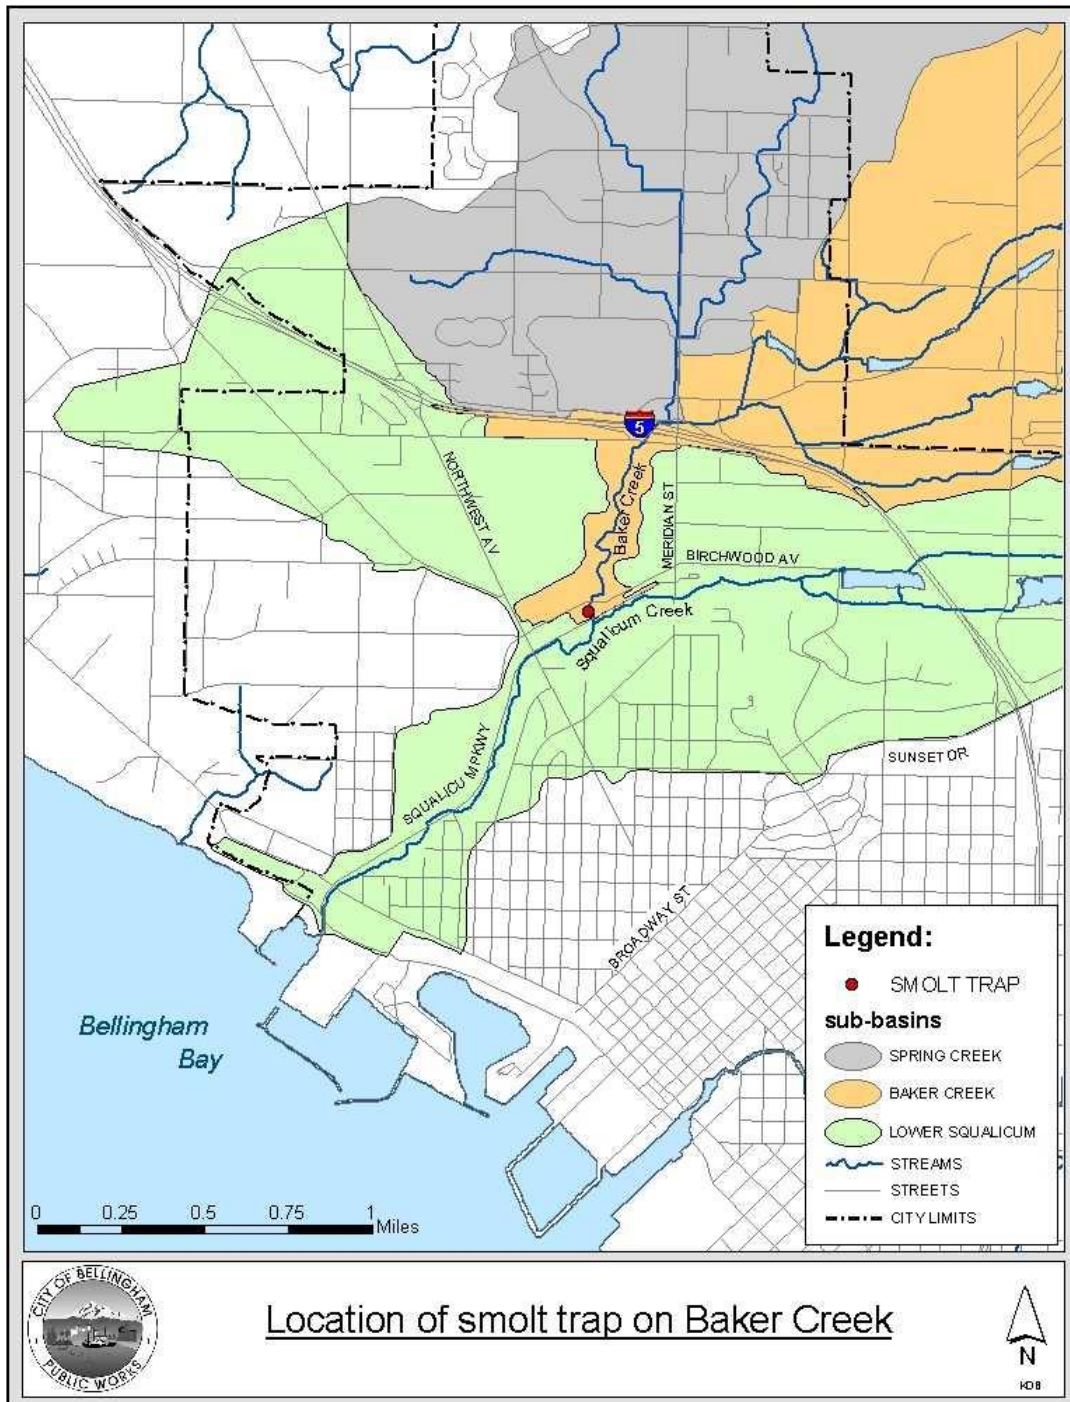 5
NORTHWEST AV
Baker Creek
MERIDIAN ST
BIRCHWOOD AV
Squalicum Creek
SQUALICU M PKWY
SUNSET DR
BROADWAY ST
Bellingham
Bay
0 0.25 0.5 0.75 1
Miles
Legend:
SMOLT TRAP
sub-basins
SPRING CREEK
BAKER CREEK
LOWER SQUALICUM
STREAMS
STREETS
CITY LIMITS
CITY OF BELLINGHAM
PUBLIC WORKS
Location of smolt trap on Baker Creek
N
KOB